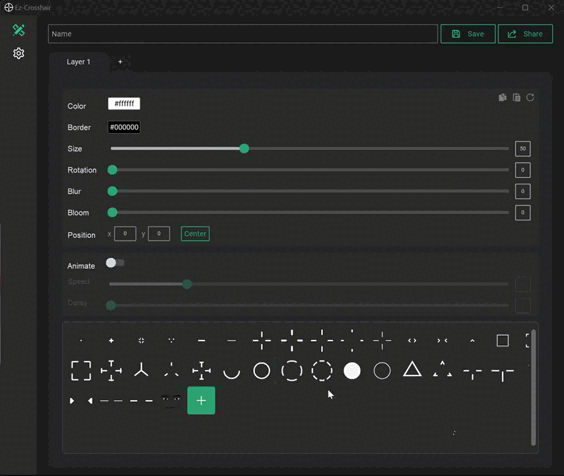 Ez-Crosshair
Name
Save
Share
Layer 1
+
Color
#ffffff
Border
#000000
Size
50
Rotation
0
Blur
0
Bloom
0
Position
x
0
y
0
Center
Animate
Speed
Delay